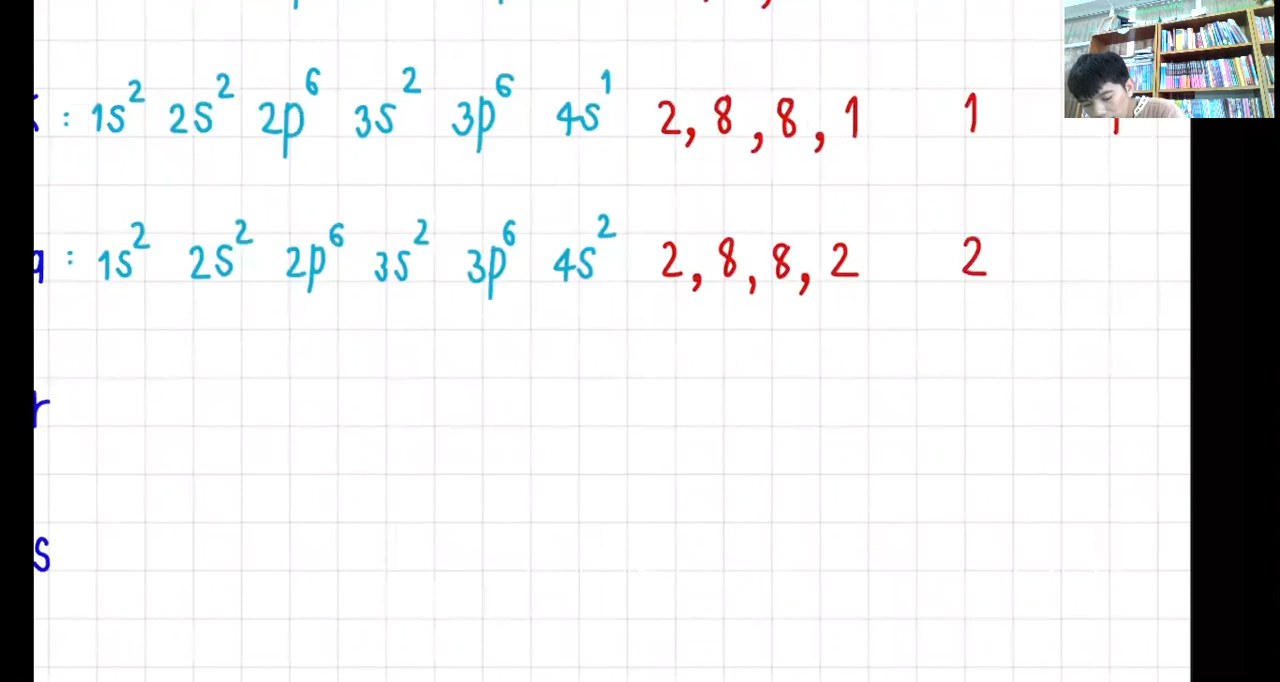 : 1s² 2s² 2p⁶ 3s² 3p⁶ 4s¹ 2, 8, 8, 1 1
q : 1s² 2s² 2p⁶ 3s² 3p⁶ 4s² 2, 8, 8, 2 2
r
s